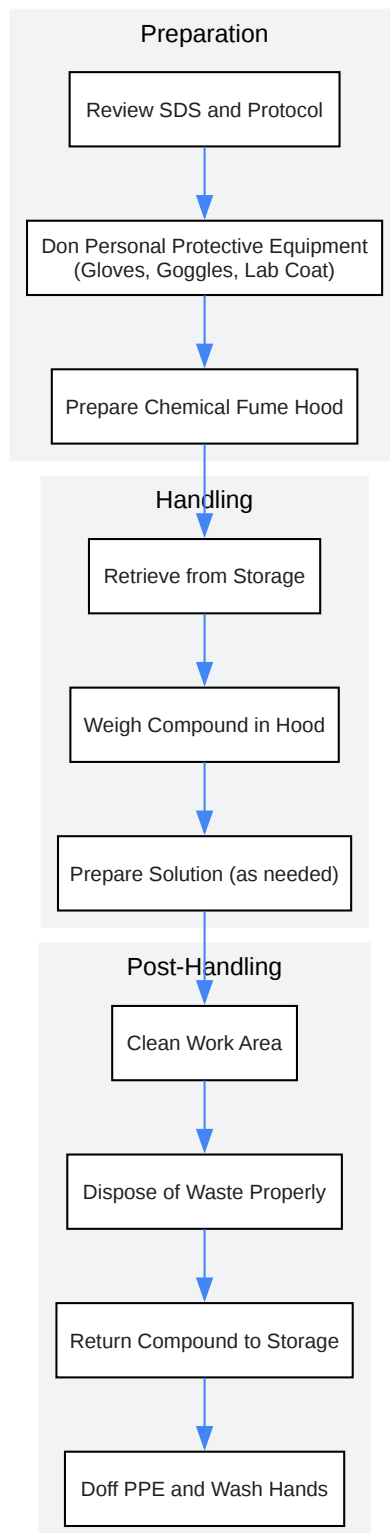 Preparation
Review SDS and Protocol
Don Personal Protective Equipment
(Gloves, Goggles, Lab Coat)
Prepare Chemical Fume Hood
Handling
Retrieve from Storage
Weigh Compound in Hood
Prepare Solution (as needed)
Post-Handling
Clean Work Area
Dispose of Waste Properly
Return Compound to Storage
Doff PPE and Wash Hands